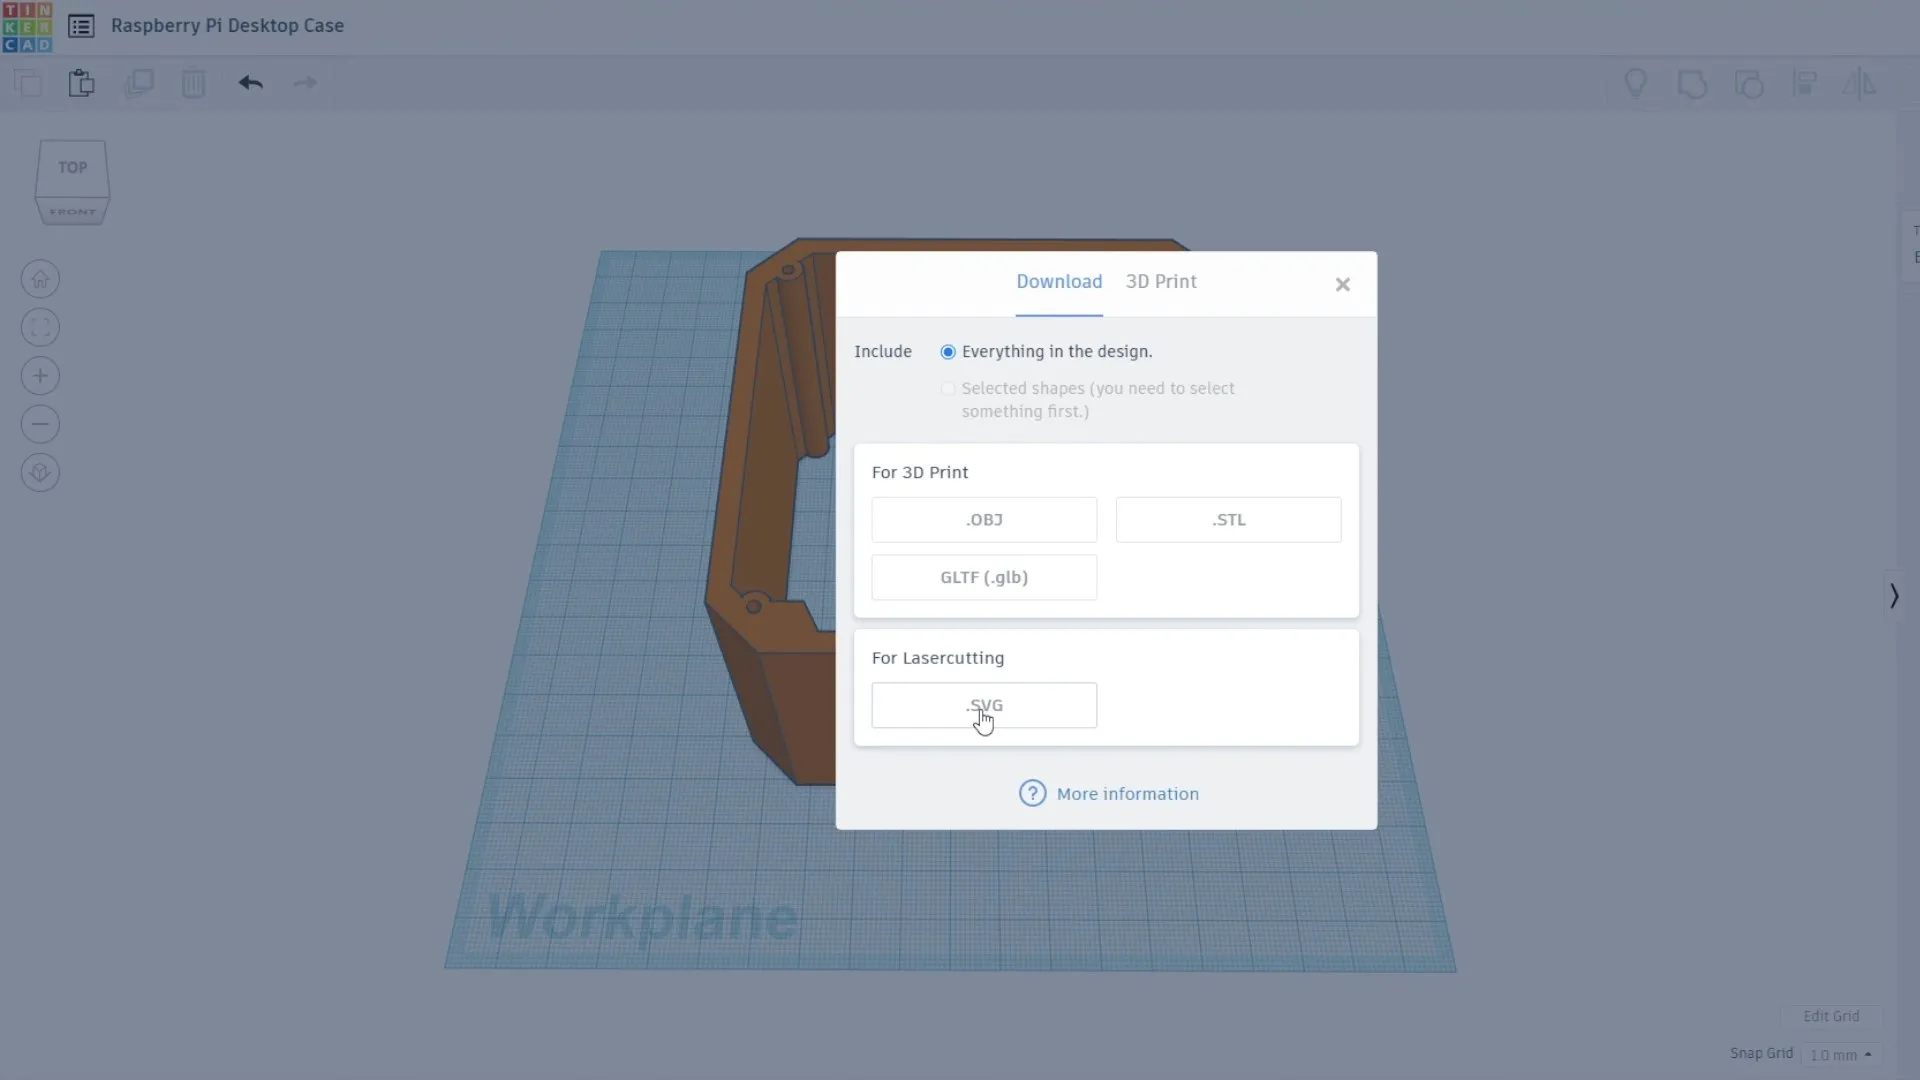 TIN
KER
CAD
Raspberry Pi Desktop Case
TOP
FRONT
Download
3D Print
Include
Everything in the design.
Selected shapes (you need to select
something first.)
For 3D Print
.OBJ
.STL
GLTF (.glb)
For Lasercutting
.SVG
? More information
Workplane
Edit Grid
Snap Grid
1.0 mm